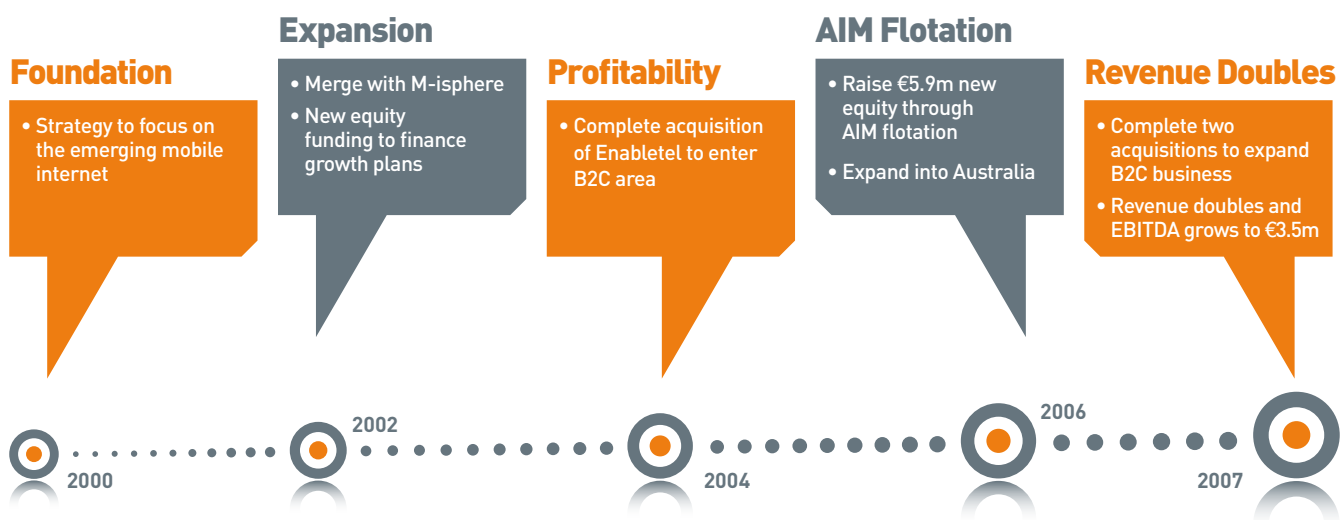 Foundation
• Strategy to focus on
the emerging mobile
internet
Expansion
• Merge with M-isphere
• New equity
funding to finance
growth plans
Profitability
• Complete acquisition
of Enabletel to enter
B2C area
AIM Flotation
• Raise €5.9m new
equity through
AIM flotation
• Expand into Australia
Revenue Doubles
• Complete two
acquisitions to expand
B2C business
• Revenue doubles and
EBITDA grows to €3.5m
2000
2002
2004
2006
2007